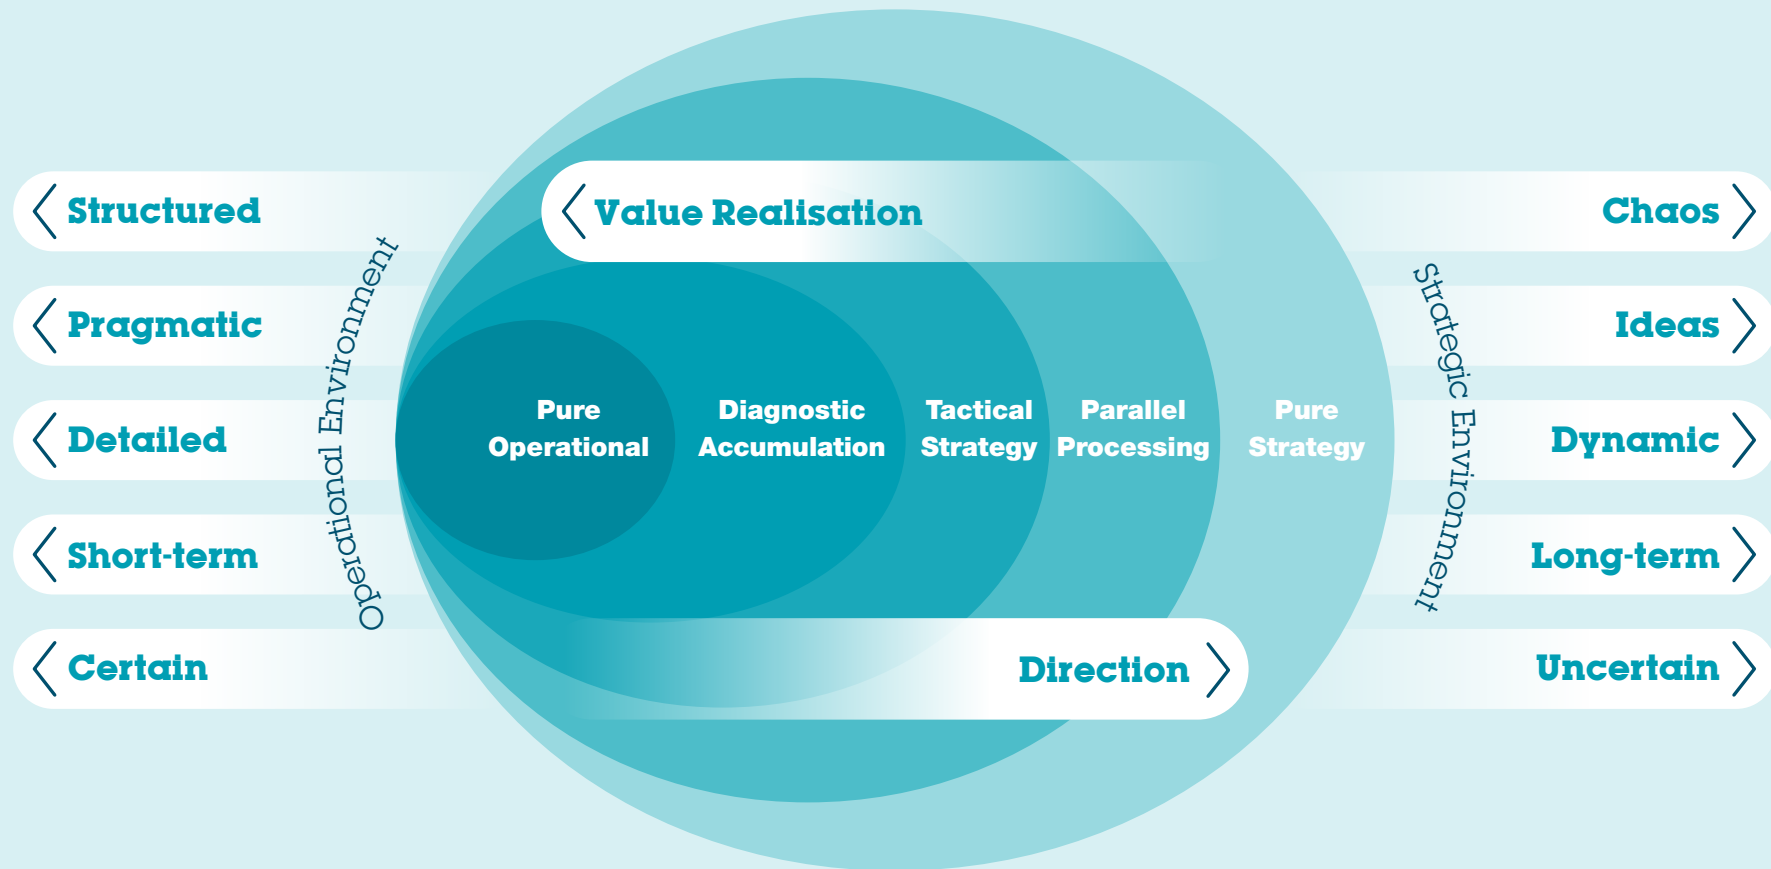 Structured
Pragmatic
Detailed
Short-term
Certain
Operational Environment
Value Realisation
Pure
Operational
Diagnostic
Accumulation
Tactical
Strategy
Parallel
Processing
Pure
Strategy
Direction
Strategic Environment
Chaos
Ideas
Dynamic
Long-term
Uncertain